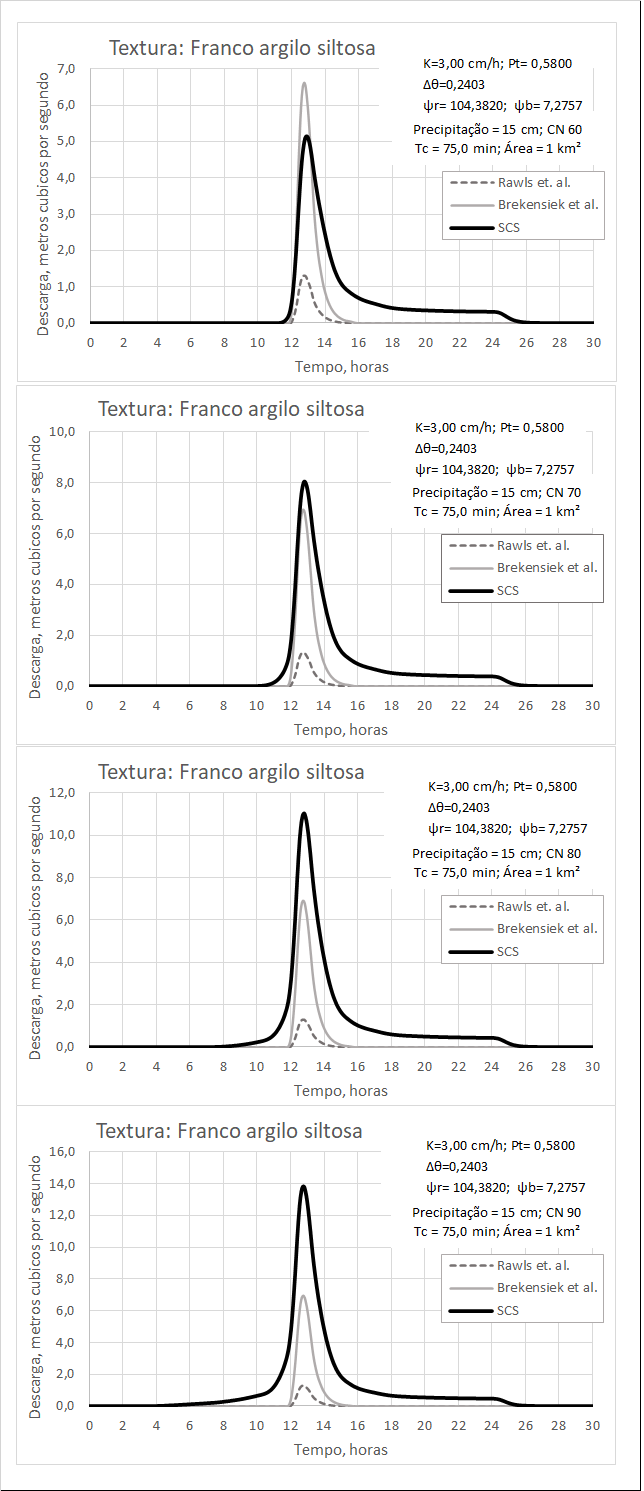 Textura: Franco argilo siltosa
K=3,00 cm/h; Pt= 0,5800
Δθ=0,2403
ψr= 104,3820; ψb= 7,2757
Precipitação = 15 cm; CN 60
Tc = 75,0 min; Área = 1 km²
Rawls et. al.
Brekensiek et al.
SCS
Descarga, metros cubicos por segundo
7,0
6,0
5,0
4,0
3,0
2,0
1,0
0,0
0 2 4 6 8 10 12 14 16 18 20 22 24 26 28 30
Tempo, horas
Textura: Franco argilo siltosa
K=3,00 cm/h; Pt= 0,5800
Δθ=0,2403
ψr= 104,3820; ψb= 7,2757
Precipitação = 15 cm; CN 70
Tc = 75,0 min; Área = 1 km²
Rawls et. al.
Brekensiek et al.
SCS
Descarga, metros cubicos por segundo
10,0
8,0
6,0
4,0
2,0
0,0
0 2 4 6 8 10 12 14 16 18 20 22 24 26 28 30
Tempo, horas
Textura: Franco argilo siltosa
K=3,00 cm/h; Pt= 0,5800
Δθ=0,2403
ψr= 104,3820; ψb= 7,2757
Precipitação = 15 cm; CN 80
Tc = 75,0 min; Área = 1 km²
Rawls et. al.
Brekensiek et al.
SCS
Descarga, metros cubicos por segundo
12,0
10,0
8,0
6,0
4,0
2,0
0,0
0 2 4 6 8 10 12 14 16 18 20 22 24 26 28 30
Tempo, horas
Textura: Franco argilo siltosa
K=3,00 cm/h; Pt= 0,5800
Δθ=0,2403
ψr= 104,3820; ψb= 7,2757
Precipitação = 15 cm; CN 90
Tc = 75,0 min; Área = 1 km²
Rawls et. al.
Brekensiek et al.
SCS
Descarga, metros cubicos por segundo
16,0
14,0
12,0
10,0
8,0
6,0
4,0
2,0
0,0
0 2 4 6 8 10 12 14 16 18 20 22 24 26 28 30
Tempo, horas